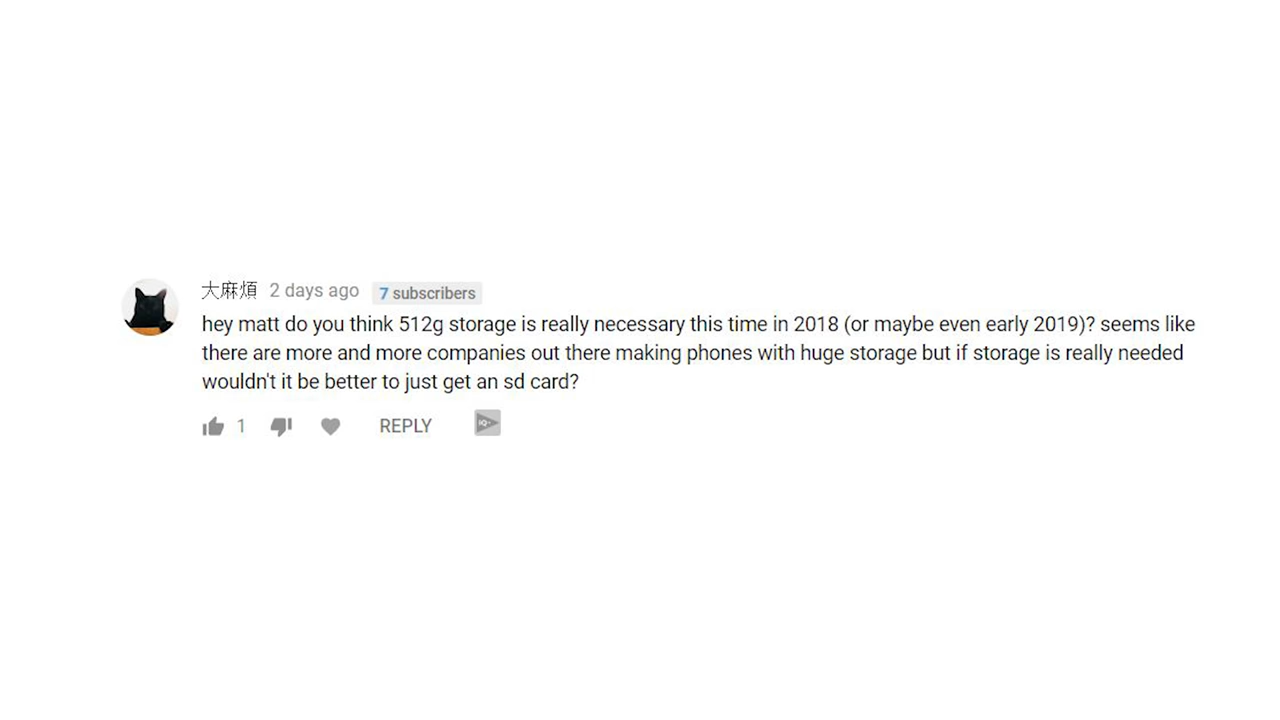 大麻煩 2 days ago 7 subscribers
hey matt do you think 512g storage is really necessary this time in 2018 (or maybe even early 2019)? seems like
there are more and more companies out there making phones with huge storage but if storage is really needed
wouldn't it be better to just get an sd card?
1 REPLY IQ+